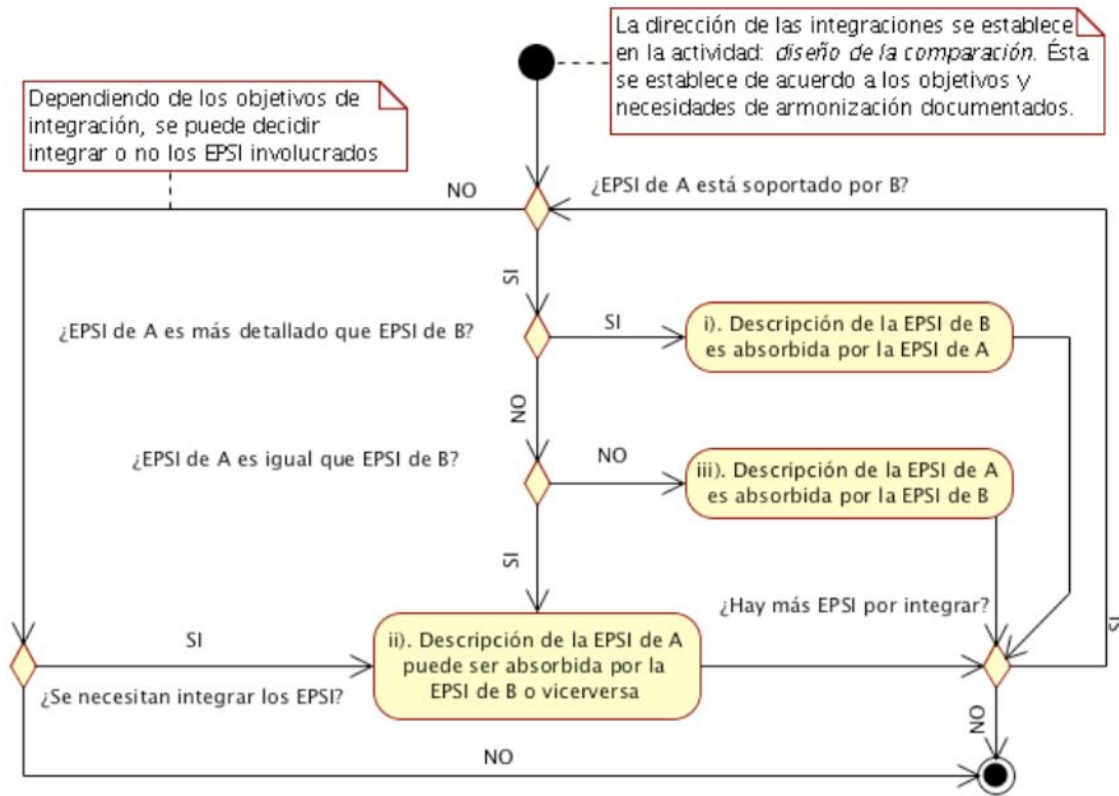 La dirección de las integraciones se establece
en la actividad: diseño de la comparación. Ésta
se establece de acuerdo a los objetivos y
necesidades de armonización documentados.
Dependiendo de los objetivos de
integración, se puede decidir
integrar o no los EPSI involucrados
NO
¿EPSI de A está soportado por B?
SI
¿EPSI de A es más detallado que EPSI de B?
SI
i). Descripción de la EPSI de B
es absorbida por la EPSI de A
NO
¿EPSI de A es igual que EPSI de B?
NO
iii). Descripción de la EPSI de A
es absorbida por la EPSI de B
SI
¿Hay más EPSI por integrar?
SI
SI
ii). Descripción de la EPSI de A
puede ser absorbida por la
EPSI de B o vicerversa
¿Se necesitan integrar los EPSI?
NO
NO